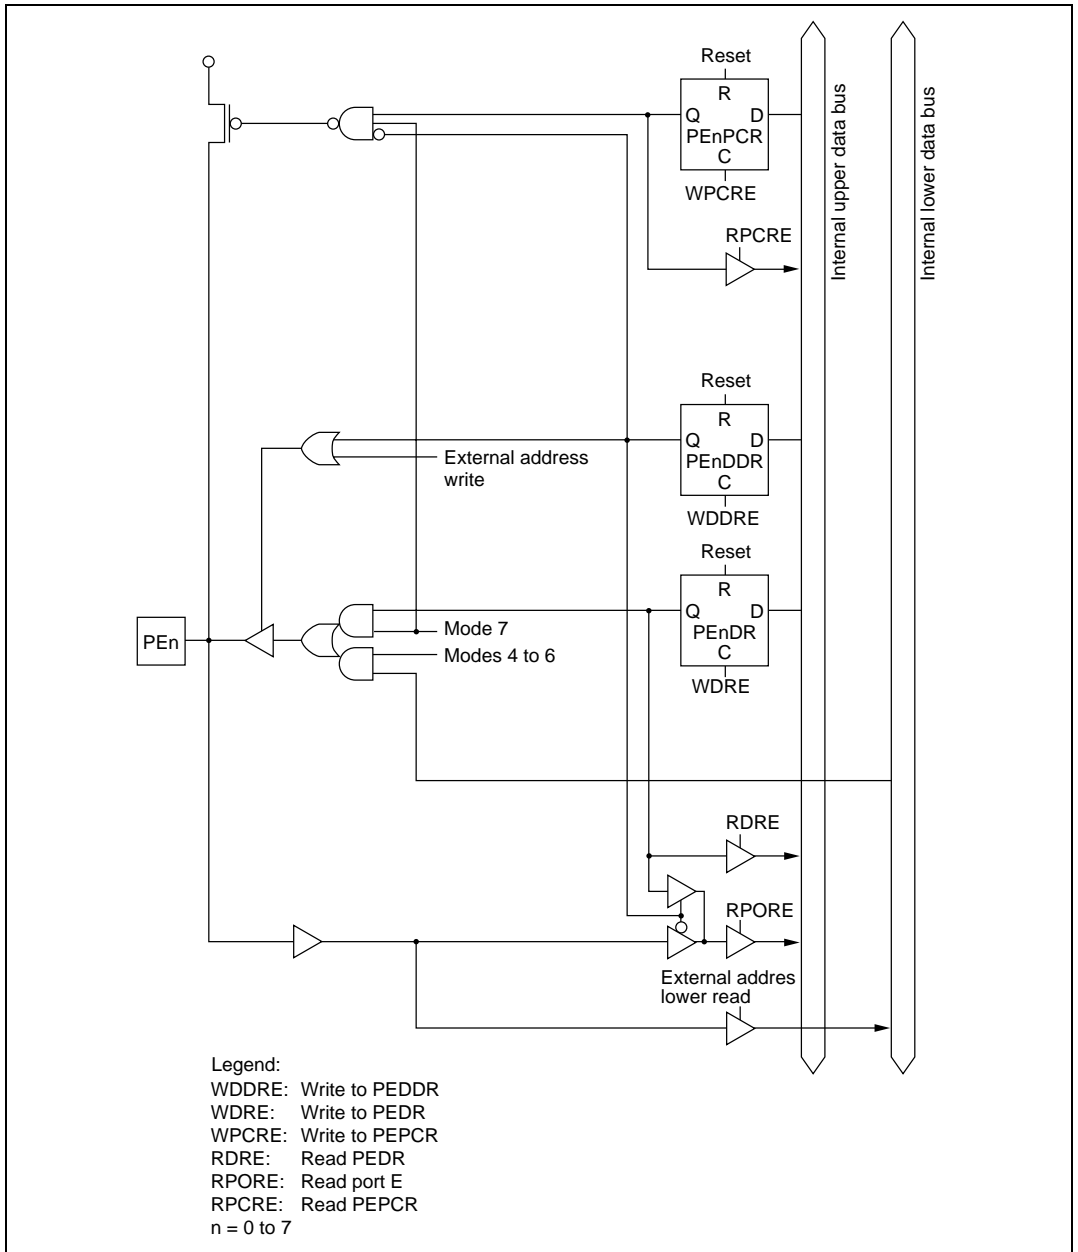 Reset
R
Q D
PEnPCR
C
WPCRE
RPCRE
Internal upper data bus
Internal lower data bus
Reset
R
Q D
PEnDDR
C
WDDRE
External address
write
Reset
R
Q D
PEnDR
C
WDRE
PEn
Mode 7
Modes 4 to 6
RDRE
RPORE
External addres
lower read
Legend:
WDDRE: Write to PEDDR
WDRE: Write to PEDR
WPCRE: Write to PEPCR
RDRE: Read PEDR
RPORE: Read port E
RPCRE: Read PEPCR
n = 0 to 7